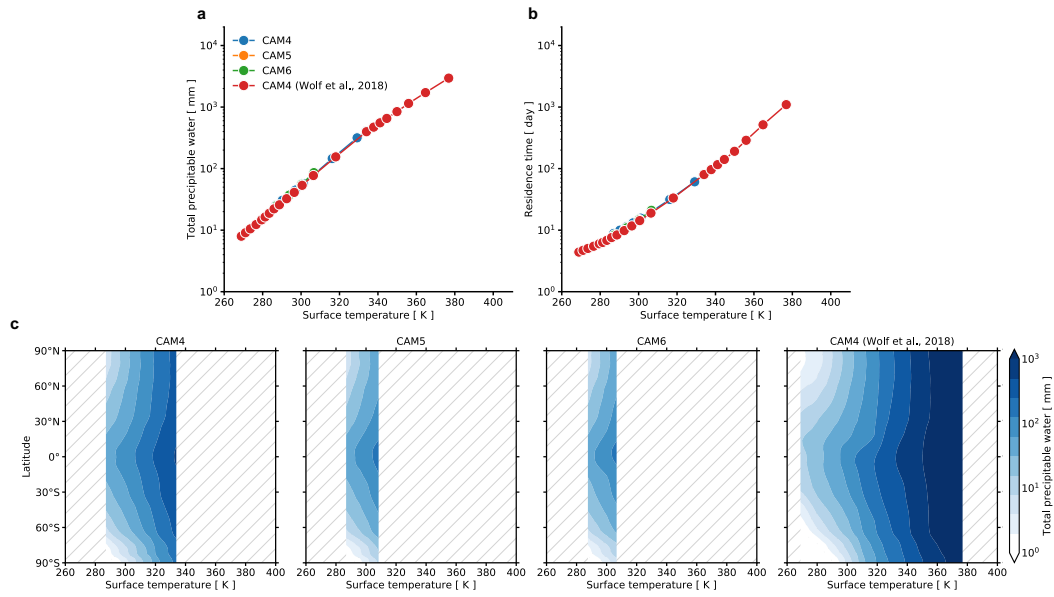 a
b
CAM4
CAM5
CAM6
CAM4 (Wolf et al., 2018)
Total precipitable water [ mm ]
10⁴
10³
10²
10¹
10⁰
260 280 300 320 340 360 380 400
Surface temperature [ K ]
Residence time [ day ]
10⁴
10³
10²
10¹
10⁰
260 280 300 320 340 360 380 400
Surface temperature [ K ]
c
CAM4
CAM5
CAM6
CAM4 (Wolf et al., 2018)
Latitude
90°N
60°N
30°N
0°
30°S
60°S
90°S
260 280 300 320 340 360 380 400
Surface temperature [ K ]
260 280 300 320 340 360 380 400
Surface temperature [ K ]
260 280 300 320 340 360 380 400
Surface temperature [ K ]
260 280 300 320 340 360 380 400
Surface temperature [ K ]
10³
10²
10¹
10⁰
Total precipitable water [ mm ]